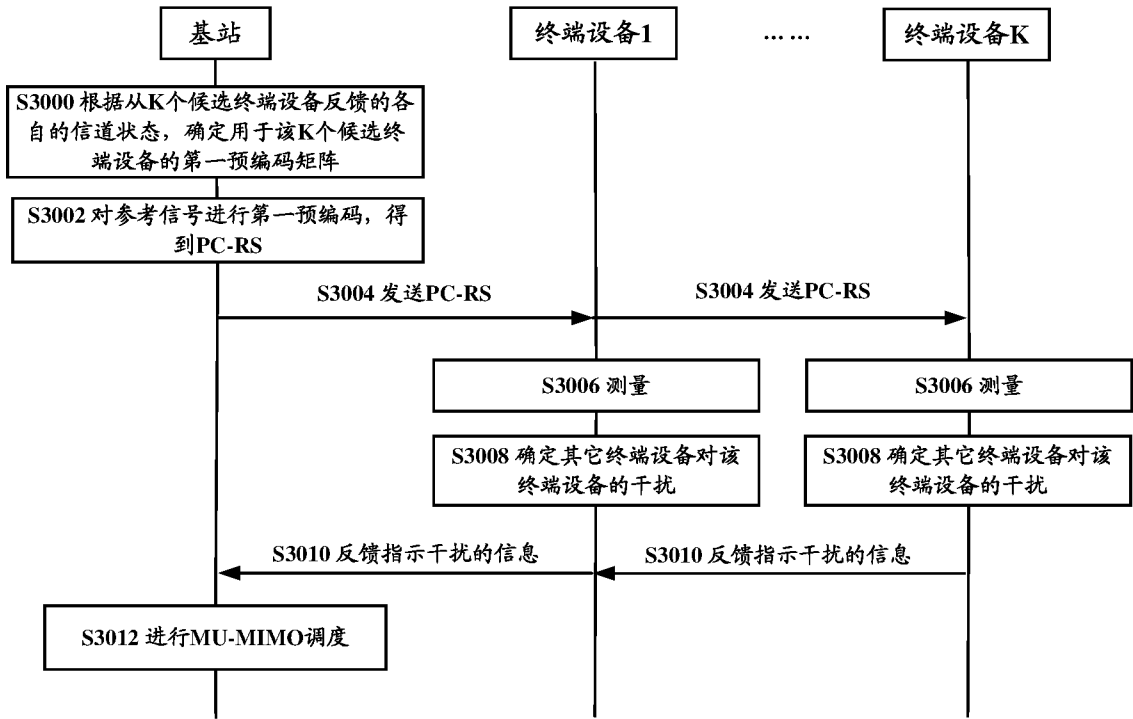 基站
终端设备1
……
终端设备K
S3000 根据从K个候选终端设备反馈的各
自的信道状态，确定用于该K个候选终
端设备的第一预编码矩阵
S3002 对参考信号进行第一预编码，得
到PC-RS
S3004 发送PC-RS
S3004 发送PC-RS
S3006 测量
S3006 测量
S3008 确定其它终端设备对该
终端设备的干扰
S3008 确定其它终端设备对该
终端设备的干扰
S3010 反馈指示干扰的信息
S3010 反馈指示干扰的信息
S3012 进行MU-MIMO调度